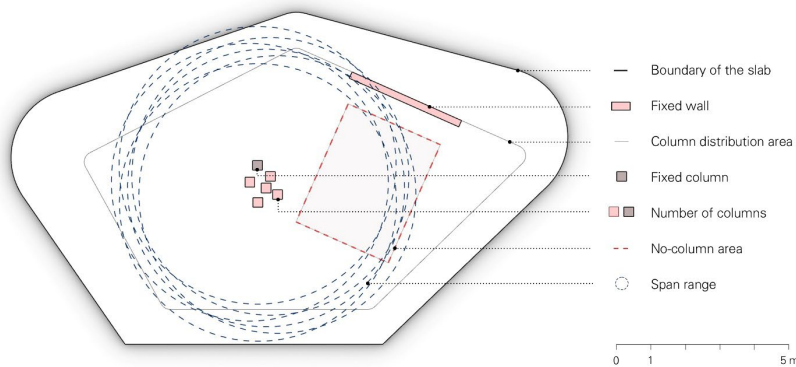 Boundary of the slab
Fixed wall
Column distribution area
Fixed column
Number of columns
No-column area
Span range
0 1 5 m